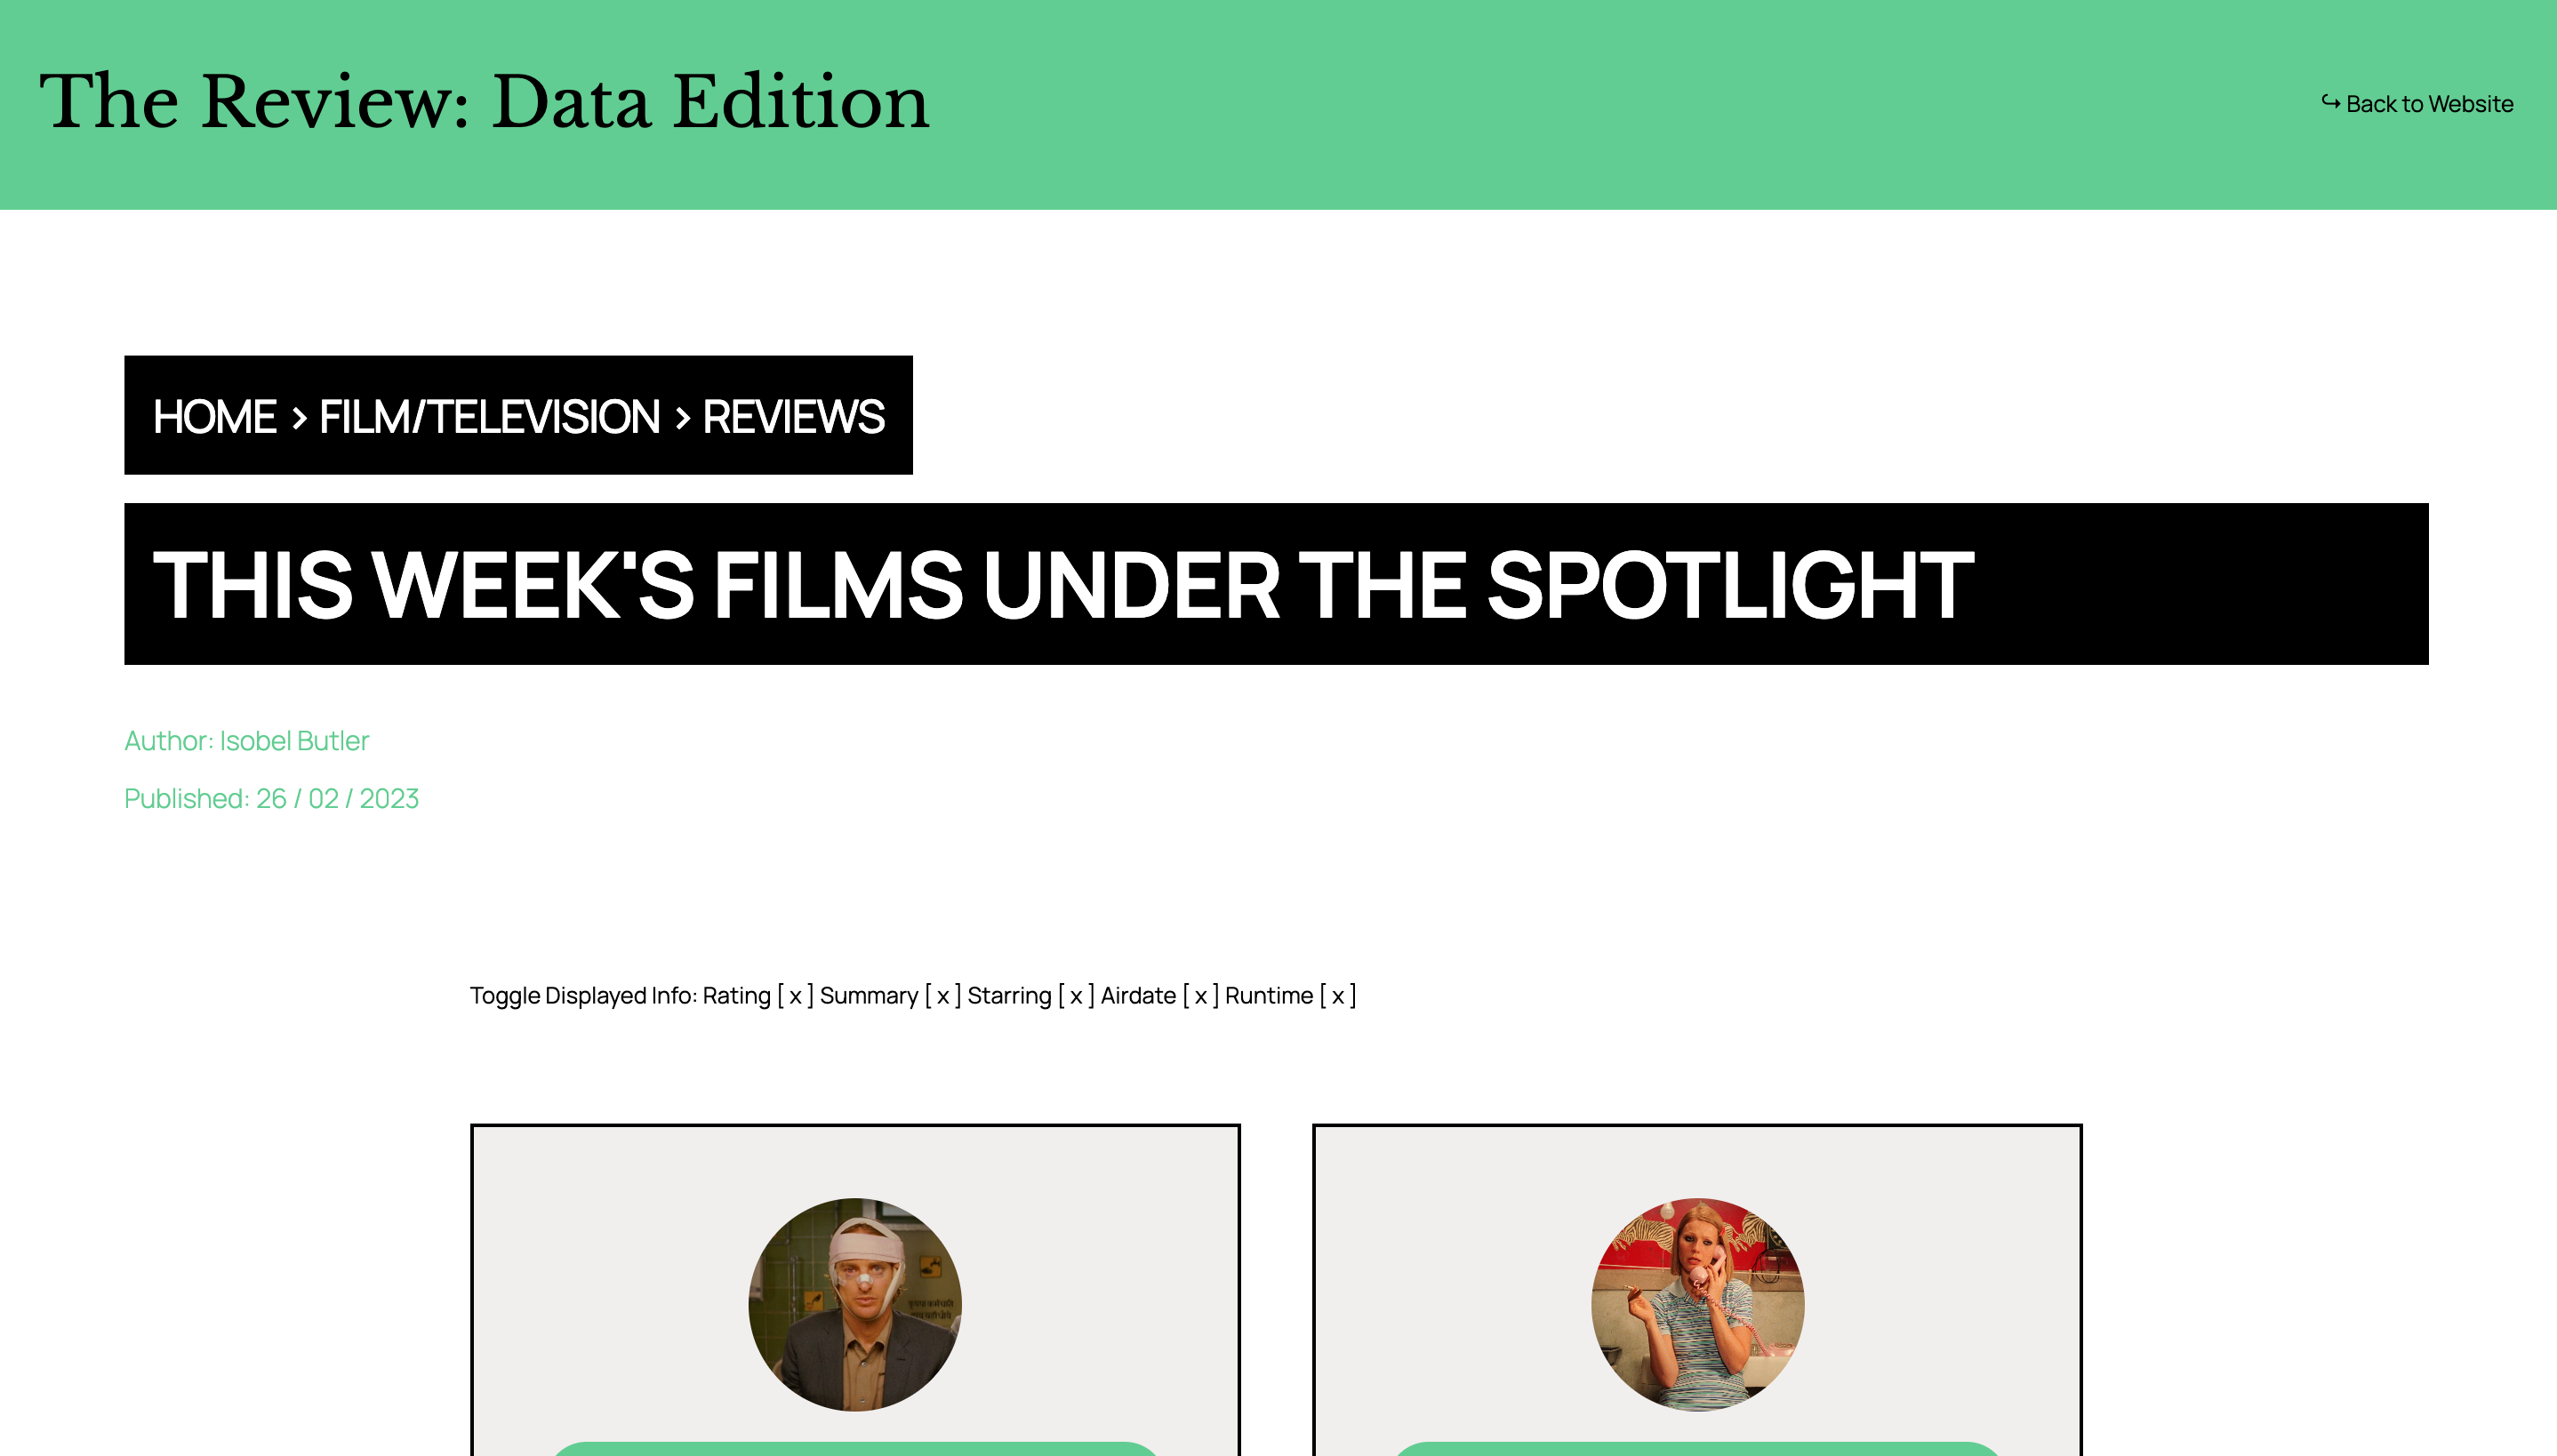 The Review: Data Edition
↪ Back to Website
HOME > FILM/TELEVISION > REVIEWS
THIS WEEK'S FILMS UNDER THE SPOTLIGHT
Author: Isobel Butler
Published: 26 / 02 / 2023
Toggle Displayed Info: Rating [ x ] Summary [ x ] Starring [ x ] Airdate [ x ] Runtime [ x ]